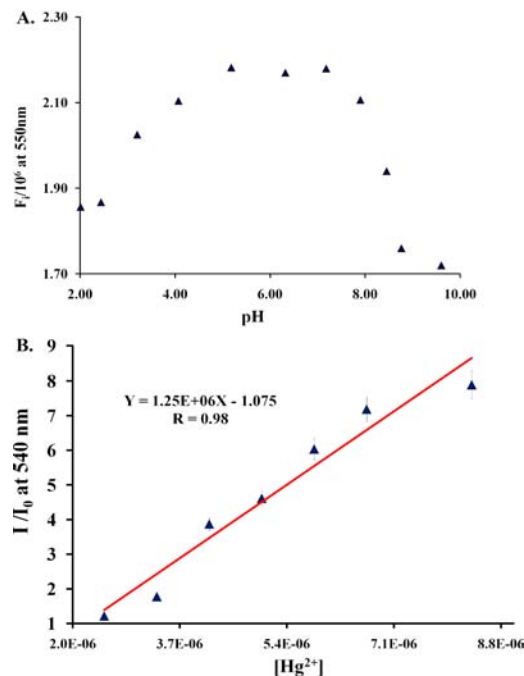 A.
2.30
2.10
1.90
1.70
F_i/10⁶ at 550nm
2.00 4.00 6.00 8.00 10.00
pH
B.
9
8
7
6
5
4
3
2
1
I/I₀ at 540 nm
Y = 1.25E+06X - 1.075
R = 0.98
2.0E-06 3.7E-06 5.4E-06 7.1E-06 8.8E-06
[Hg²⁺]